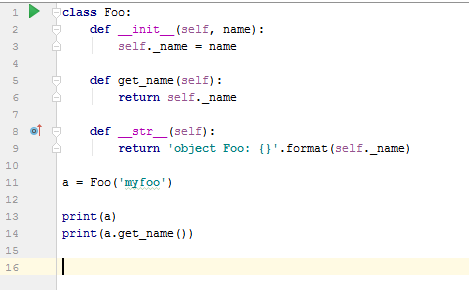 1 class Foo:
2     def __init__(self, name):
3         self._name = name
4
5     def get_name(self):
6         return self._name
7
8     def __str__(self):
9         return 'object Foo: {}'.format(self._name)
10
11 a = Foo('myfoo')
12
13 print(a)
14 print(a.get_name())
15
16